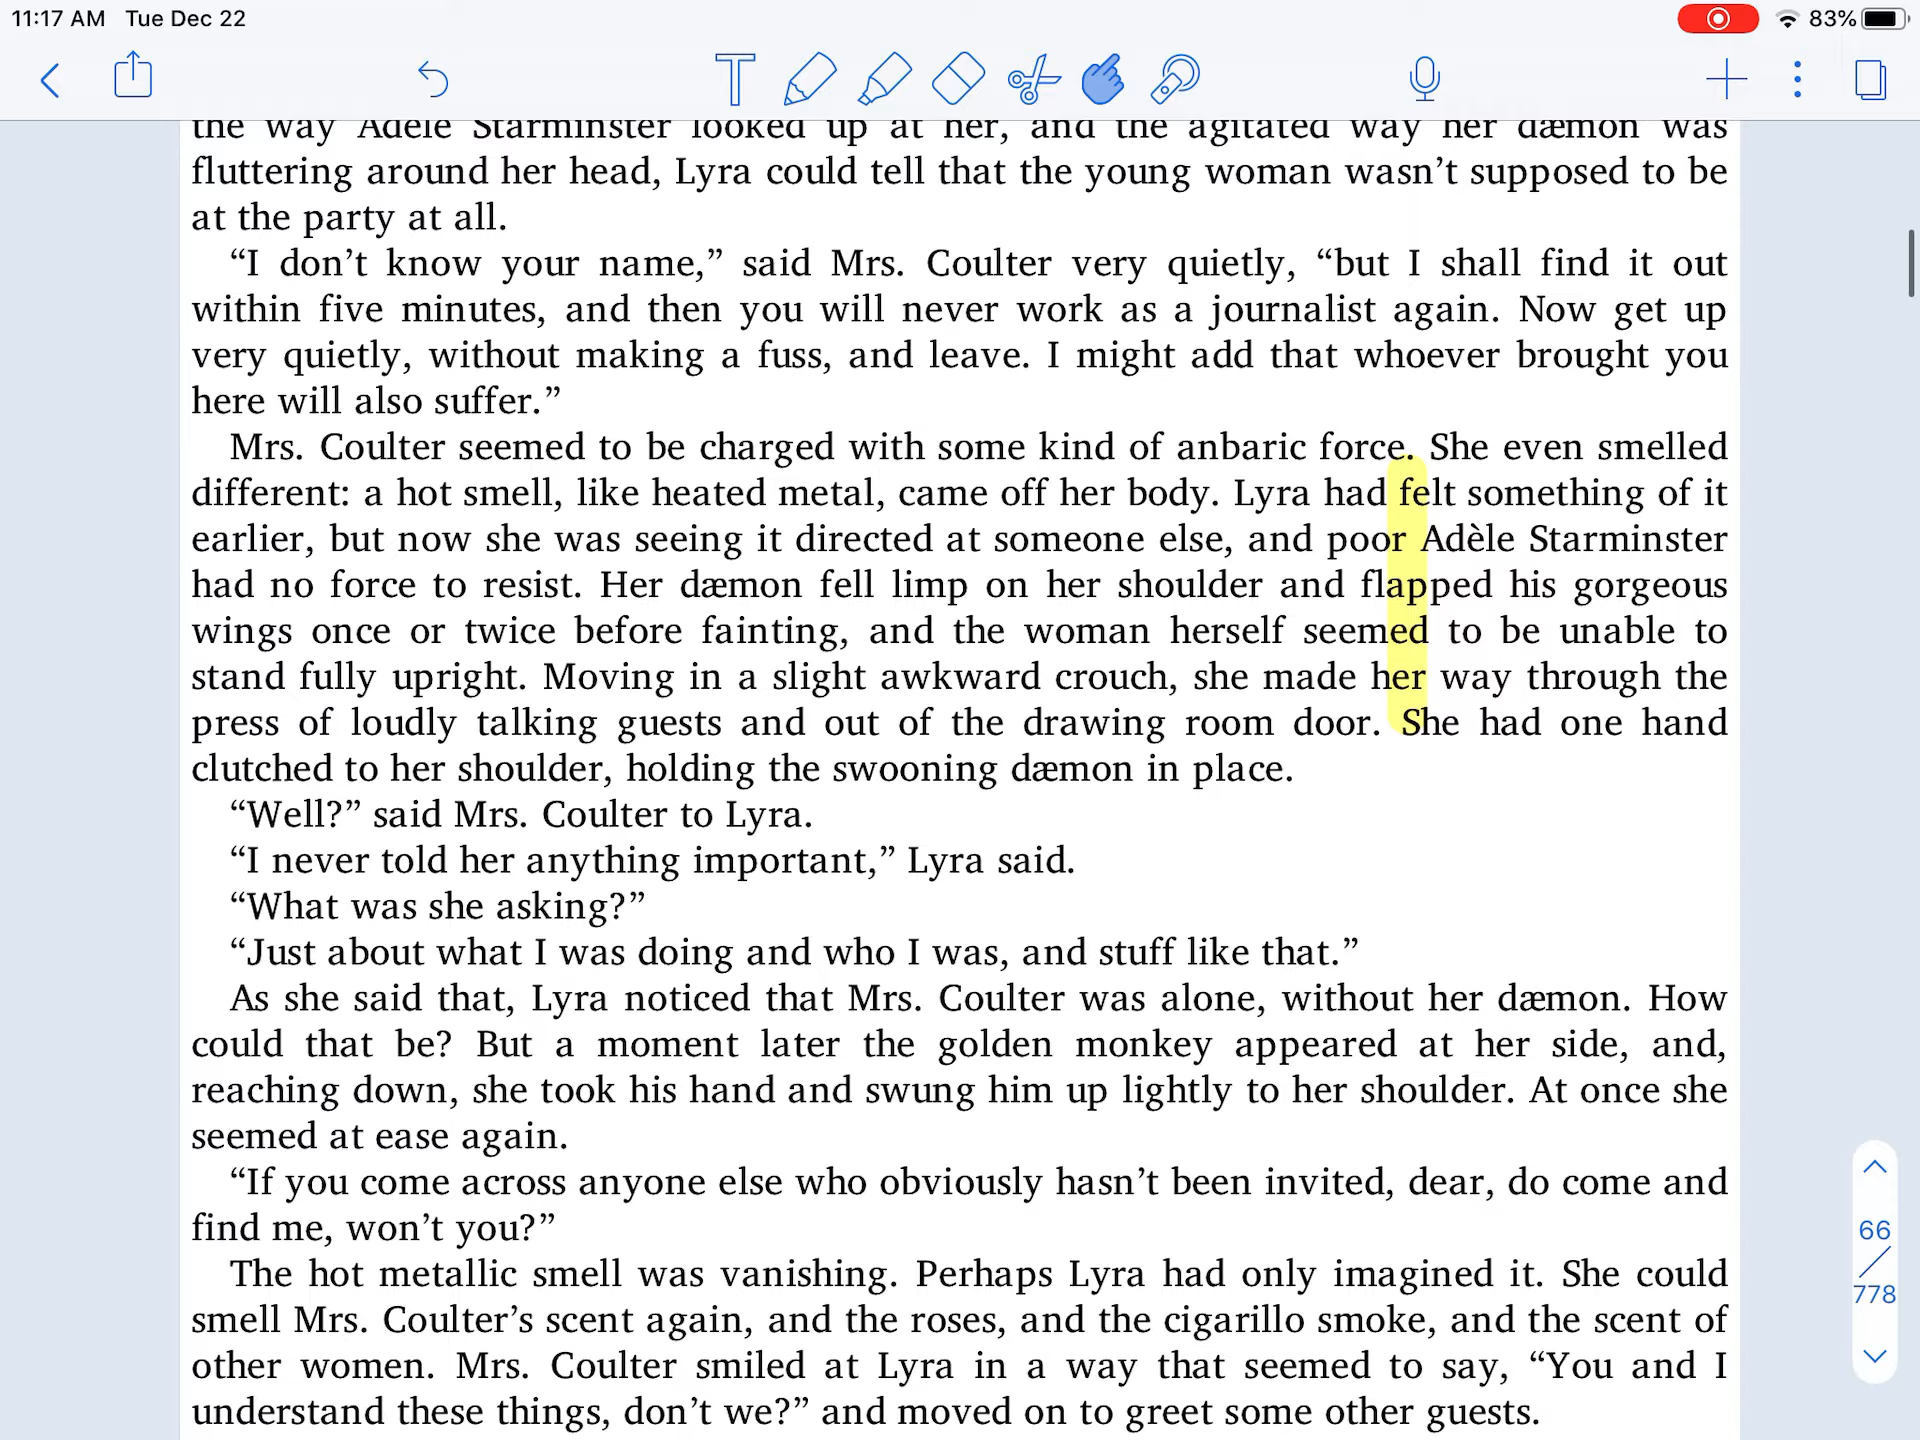 11:17 AM Tue Dec 22
83%
the way Adèle Starminster looked up at her, and the agitated way her dæmon was
fluttering around her head, Lyra could tell that the young woman wasn’t supposed to be
at the party at all.
“I don’t know your name,” said Mrs. Coulter very quietly, “but I shall find it out
within five minutes, and then you will never work as a journalist again. Now get up
very quietly, without making a fuss, and leave. I might add that whoever brought you
here will also suffer.”
Mrs. Coulter seemed to be charged with some kind of anbaric force. She even smelled
different: a hot smell, like heated metal, came off her body. Lyra had felt something of it
earlier, but now she was seeing it directed at someone else, and poor Adèle Starminster
had no force to resist. Her dæmon fell limp on her shoulder and flapped his gorgeous
wings once or twice before fainting, and the woman herself seemed to be unable to
stand fully upright. Moving in a slight awkward crouch, she made her way through the
press of loudly talking guests and out of the drawing room door. She had one hand
clutched to her shoulder, holding the swooning dæmon in place.
“Well?” said Mrs. Coulter to Lyra.
“I never told her anything important,” Lyra said.
“What was she asking?”
“Just about what I was doing and who I was, and stuff like that.”
As she said that, Lyra noticed that Mrs. Coulter was alone, without her dæmon. How
could that be? But a moment later the golden monkey appeared at her side, and,
reaching down, she took his hand and swung him up lightly to her shoulder. At once she
seemed at ease again.
“If you come across anyone else who obviously hasn’t been invited, dear, do come and
find me, won’t you?”
The hot metallic smell was vanishing. Perhaps Lyra had only imagined it. She could
smell Mrs. Coulter’s scent again, and the roses, and the cigarillo smoke, and the scent of
other women. Mrs. Coulter smiled at Lyra in a way that seemed to say, “You and I
understand these things, don’t we?” and moved on to greet some other guests.
66
/
778